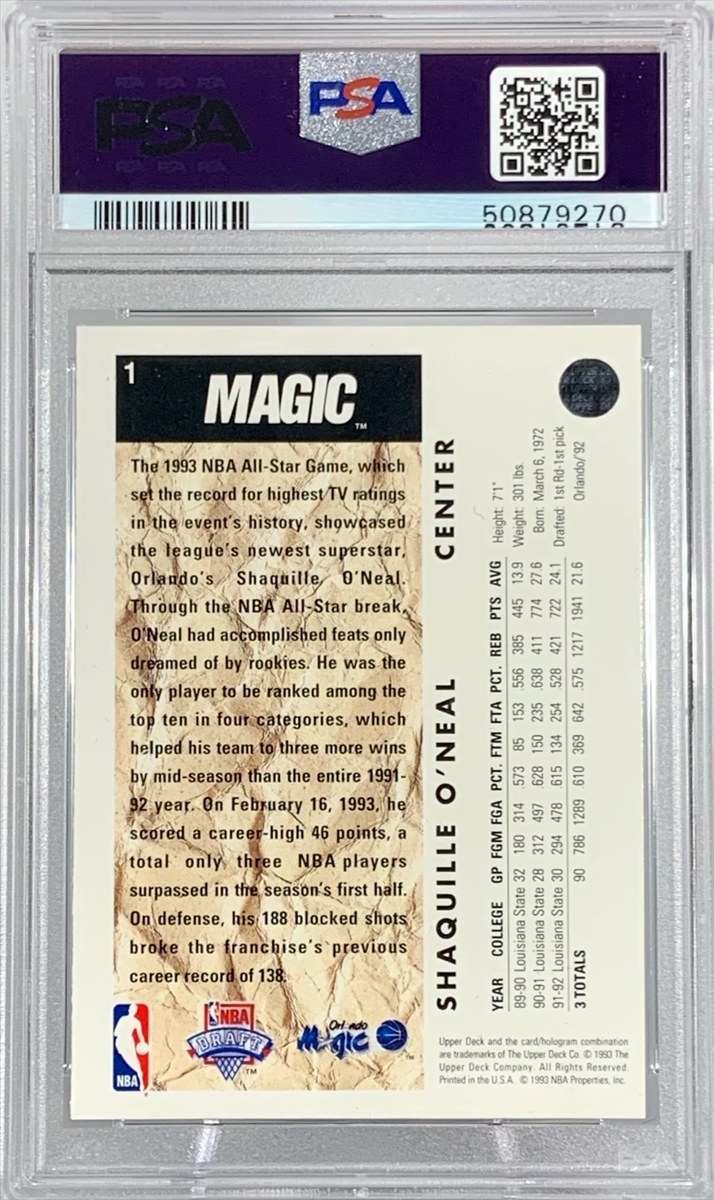 PSA
PSA
50879270
1
MAGIC
TM
The 1993 NBA All-Star Game, which
set the record for highest TV ratings
in the event's history, showcased
the league's newest superstar,
Orlando's Shaquille O'Neal.
Through the NBA All-Star break,
O'Neal had accomplished feats only
dreamed of by rookies. He was the
only player to be ranked among the
top ten in four categories, which
helped his team to three more wins
by mid-season than the entire 1991-
92 year. On February 16, 1993, he
scored a career-high 46 points, a
total only three NBA players
surpassed in the season's first half.
On defense, his 188 blocked shots
broke the franchise's previous
career record of 138.
NBA
NBA
DRAFT
TM
Orlando
Magic
TM
SHAQUILLE O'NEAL CENTER
Height: 7'1"
Weight: 301 lbs.
Born: March 6, 1972
Drafted: 1st Rd-1st pick
Orlando/'92
YEAR COLLEGE GP FGM FGA PCT. FTM FTA PCT. REB PTS AVG
89-90 Louisiana State 32 180 314 .573 85 153 .556 385 445 13.9
90-91 Louisiana State 28 312 497 .628 150 235 .638 411 774 27.6
91-92 Louisiana State 30 294 478 .615 134 254 .528 421 722 24.1
3 TOTALS 90 786 1289 .610 369 642 .575 1217 1941 21.6
Upper Deck and the card/hologram combination
are trademarks of The Upper Deck Co. © 1993 The
Upper Deck Company. All Rights Reserved.
Printed in the U.S.A. © 1993 NBA Properties, Inc.